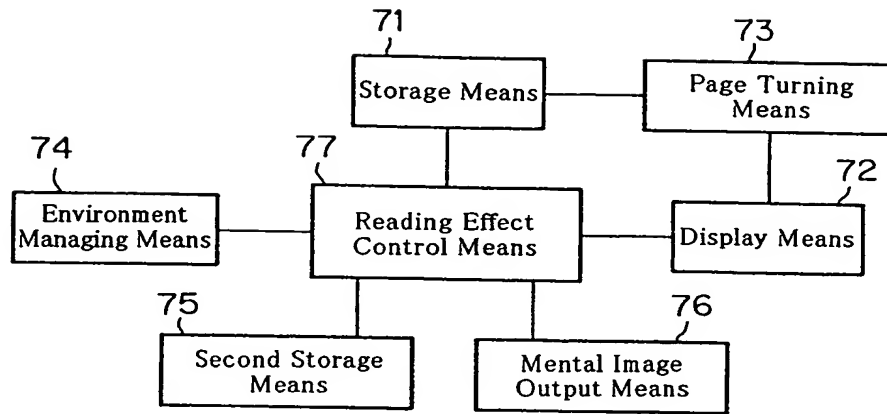 71
Storage Means
73
Page Turning
Means
74
Environment
Managing Means
77
Reading Effect
Control Means
72
Display Means
75
Second Storage
Means
76
Mental Image
Output Means